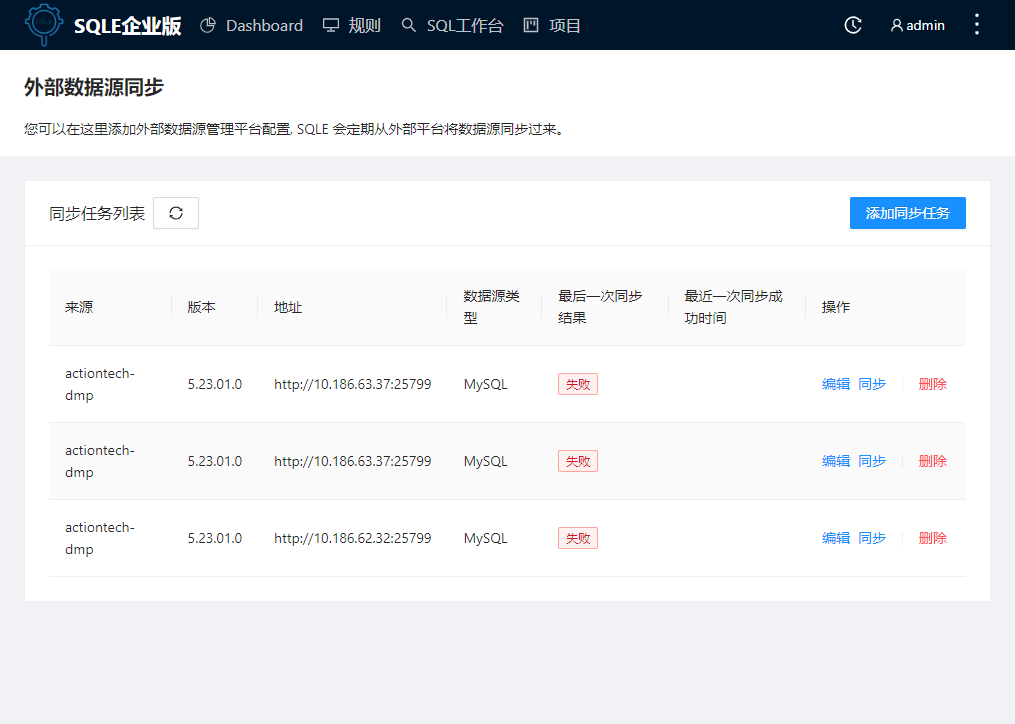 SQLE企业版 Dashboard 规则 SQL工作台 项目 admin
外部数据源同步
您可以在这里添加外部数据源管理平台配置, SQLE 会定期从外部平台将数据源同步过来。
同步任务列表 添加同步任务
来源 版本 地址 数据源类型 最后一次同步结果 最近一次同步成功时间 操作
actiontech-dmp 5.23.01.0 http://10.186.63.37:25799 MySQL 失败 编辑 同步 删除
actiontech-dmp 5.23.01.0 http://10.186.63.37:25799 MySQL 失败 编辑 同步 删除
actiontech-dmp 5.23.01.0 http://10.186.62.32:25799 MySQL 失败 编辑 同步 删除